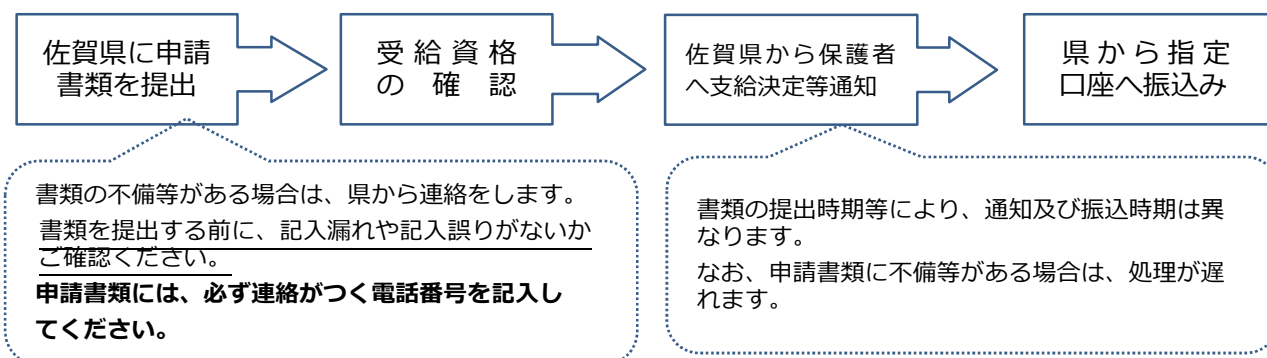 佐賀県に申請
書類を提出
受給資格
の確認
佐賀県から保護者
へ支給決定等通知
県から指定
口座へ振込み
書類の不備等がある場合は、県から連絡をします。
書類を提出する前に、記入漏れや記入誤りがないか
ご確認ください。
申請書類には、必ず連絡がつく電話番号を記入し
てください。
書類の提出時期等により、通知及び振込時期は異
なります。
なお、申請書類に不備等がある場合は、処理が遅
れます。